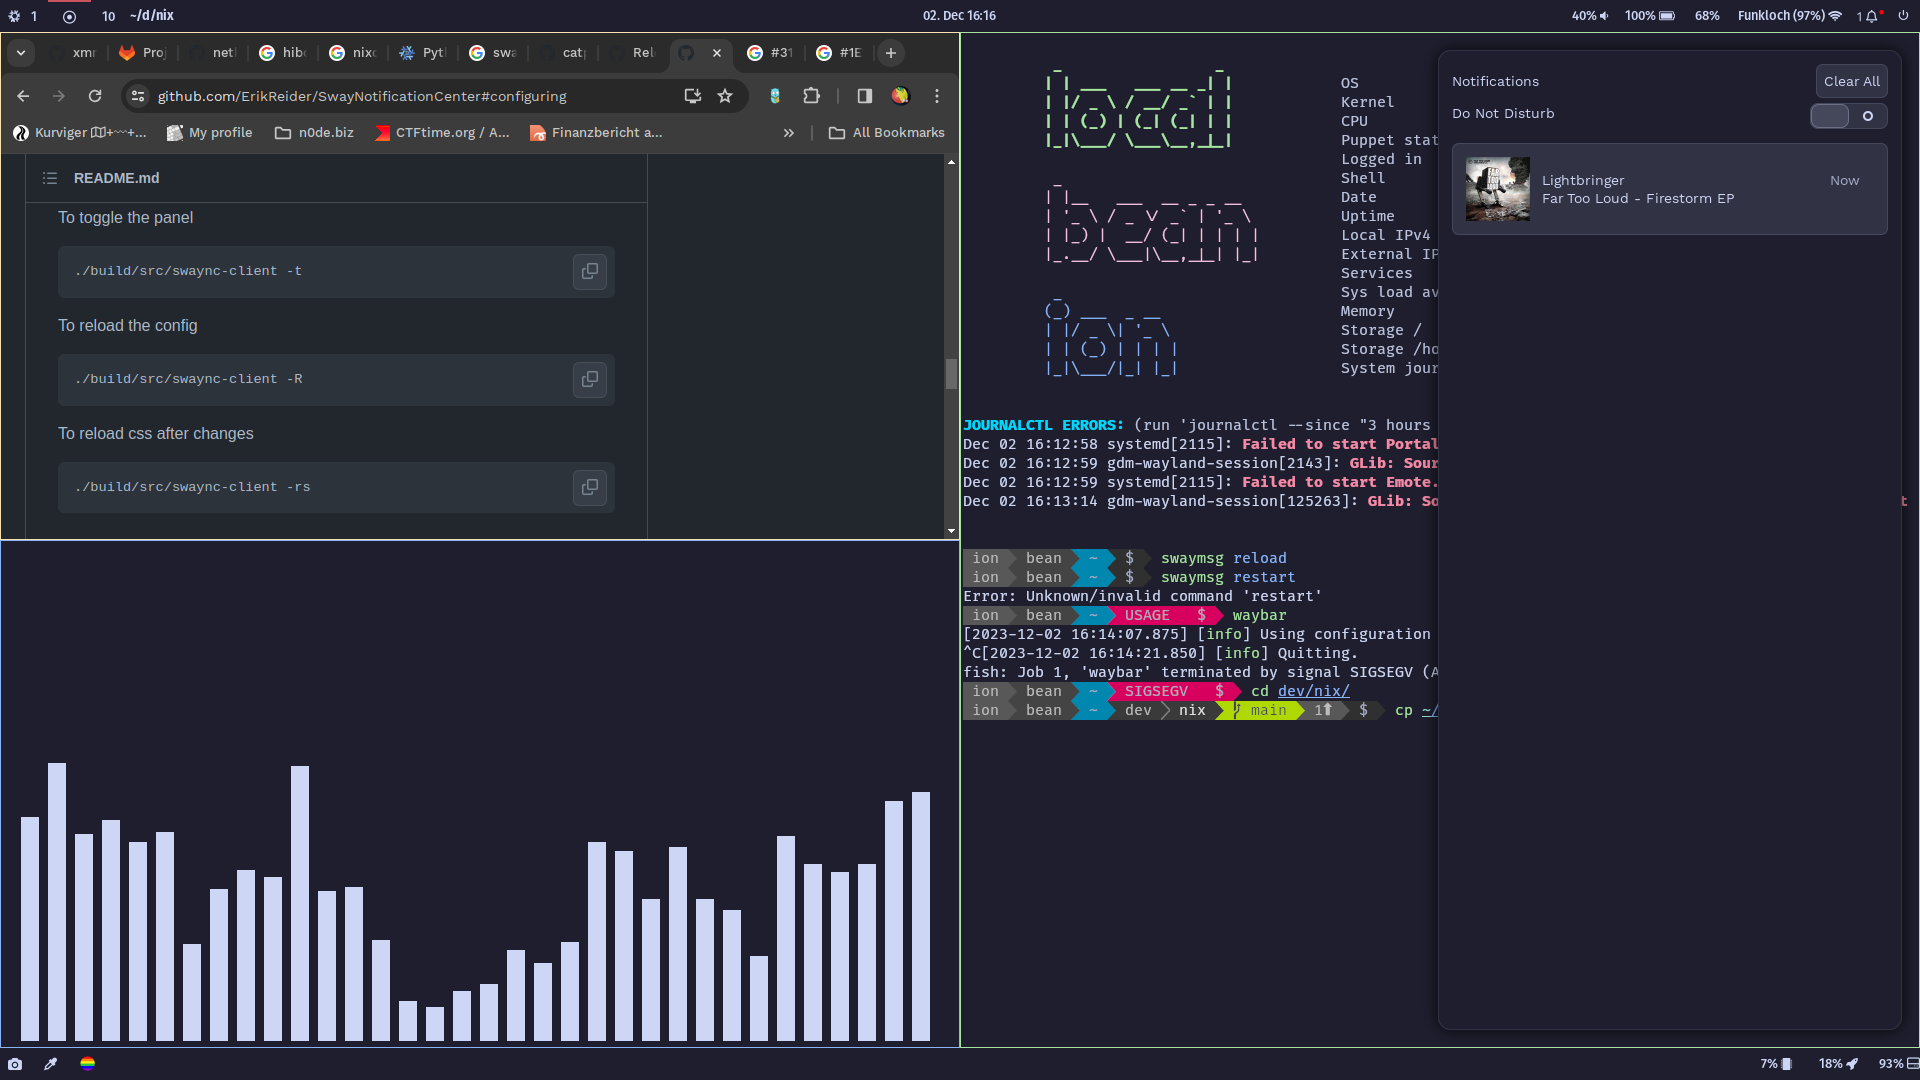 1
10 ~/d/nix
02. Dec 16:16
40%
100%
68%
Funkloch (97%)
1
xmr
Proj
netl
hibo
nixo
Pytl
swa
cat
Rel
#31
#1E
github.com/ErikReider/SwayNotificationCenter#configuring
Kurviger
My profile
n0de.biz
CTFtime.org / A...
Finanzbericht a...
All Bookmarks
README.md
To toggle the panel
./build/src/swaync-client -t
To reload the config
./build/src/swaync-client -R
To reload css after changes
./build/src/swaync-client -rs
load
bean
ion
OS
Kernel
CPU
Puppet stat
Logged in
Shell
Date
Uptime
Local IPv4
External IP
Services
Sys load av
Memory
Storage /
Storage /ho
System jour
JOURNALCTL ERRORS: (run 'journalctl --since "3 hours
Dec 02 16:12:58 systemd[2115]: Failed to start Portal
Dec 02 16:12:59 gdm-wayland-session[2143]: GLib: Sour
Dec 02 16:12:59 systemd[2115]: Failed to start Emote.
Dec 02 16:13:14 gdm-wayland-session[125263]: GLib: So
t
ion bean ~ $ swaymsg reload
ion bean ~ $ swaymsg restart
Error: Unknown/invalid command 'restart'
ion bean ~ USAGE $ waybar
[2023-12-02 16:14:07.875] [info] Using configuration
^C[2023-12-02 16:14:21.850] [info] Quitting.
fish: Job 1, 'waybar' terminated by signal SIGSEGV (A
ion bean ~ SIGSEGV $ cd dev/nix/
ion bean ~ dev nix main 1⬆ $ cp ~/
Notifications
Clear All
Do Not Disturb
Lightbringer
Now
Far Too Loud - Firestorm EP
7%
18%
93%